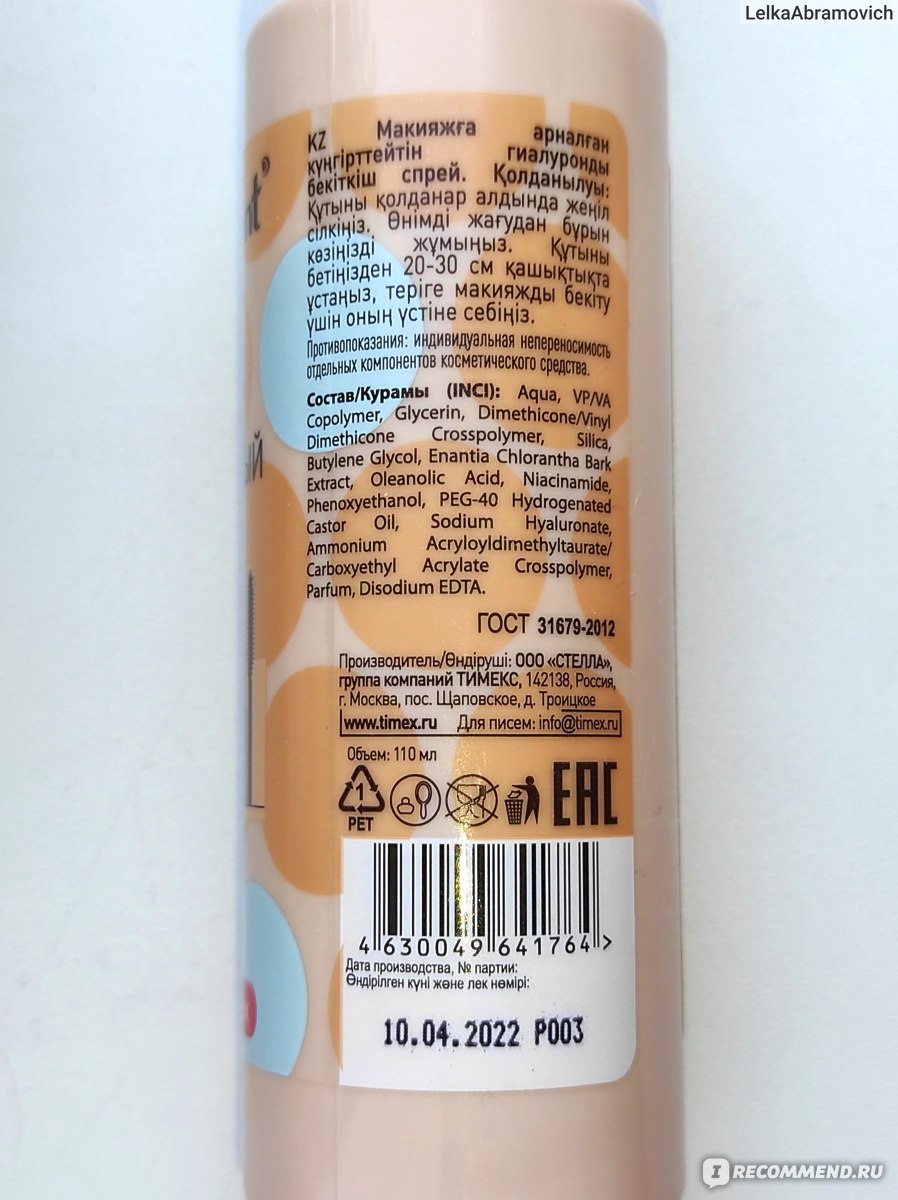 LelkaAbramovich
KZ Макияжға арналған
күңгірттейтін гиалуронды
бекіткіш спрей. Қолданылуы:
Құтыны қолданар алдында жеңіл
сілкіңіз. Өнімді жағудан бұрын
көзіңізді жұмыңыз. Құтыны
бетіңізден 20-30 см қашықтықта
ұстаңыз, теріге макияжды бекіту
үшін оның үстіне себіңіз.
Противопоказания: индивидуальная непереносимость
отдельных компонентов косметического средства.
Состав/Курамы (INCI): Aqua, VP/VA
Copolymer, Glycerin, Dimethicone/Vinyl
Dimethicone Crosspolymer, Silica,
Butylene Glycol, Enantia Chlorantha Bark
Extract, Oleanolic Acid, Niacinamide,
Phenoxyethanol, PEG-40 Hydrogenated
Castor Oil, Sodium Hyaluronate,
Ammonium Acryloyldimethyltaurate/
Carboxyethyl Acrylate Crosspolymer,
Parfum, Disodium EDTA.
ГОСТ 31679-2012
Производитель/Өндіруші: ООО «СТЕЛЛА»,
группа компаний ТИМЕКС, 142138, Россия,
г. Москва, пос. Щаповское, д. Троицкое
www.timex.ru Для писем: info@timex.ru
Объем: 110 мл
1
PET
EAC
4 630049 641764 >
Дата производства, № партии:
Өндірілген күні және лек нөмірі:
10.04.2022 P003
IRECOMMEND.RU